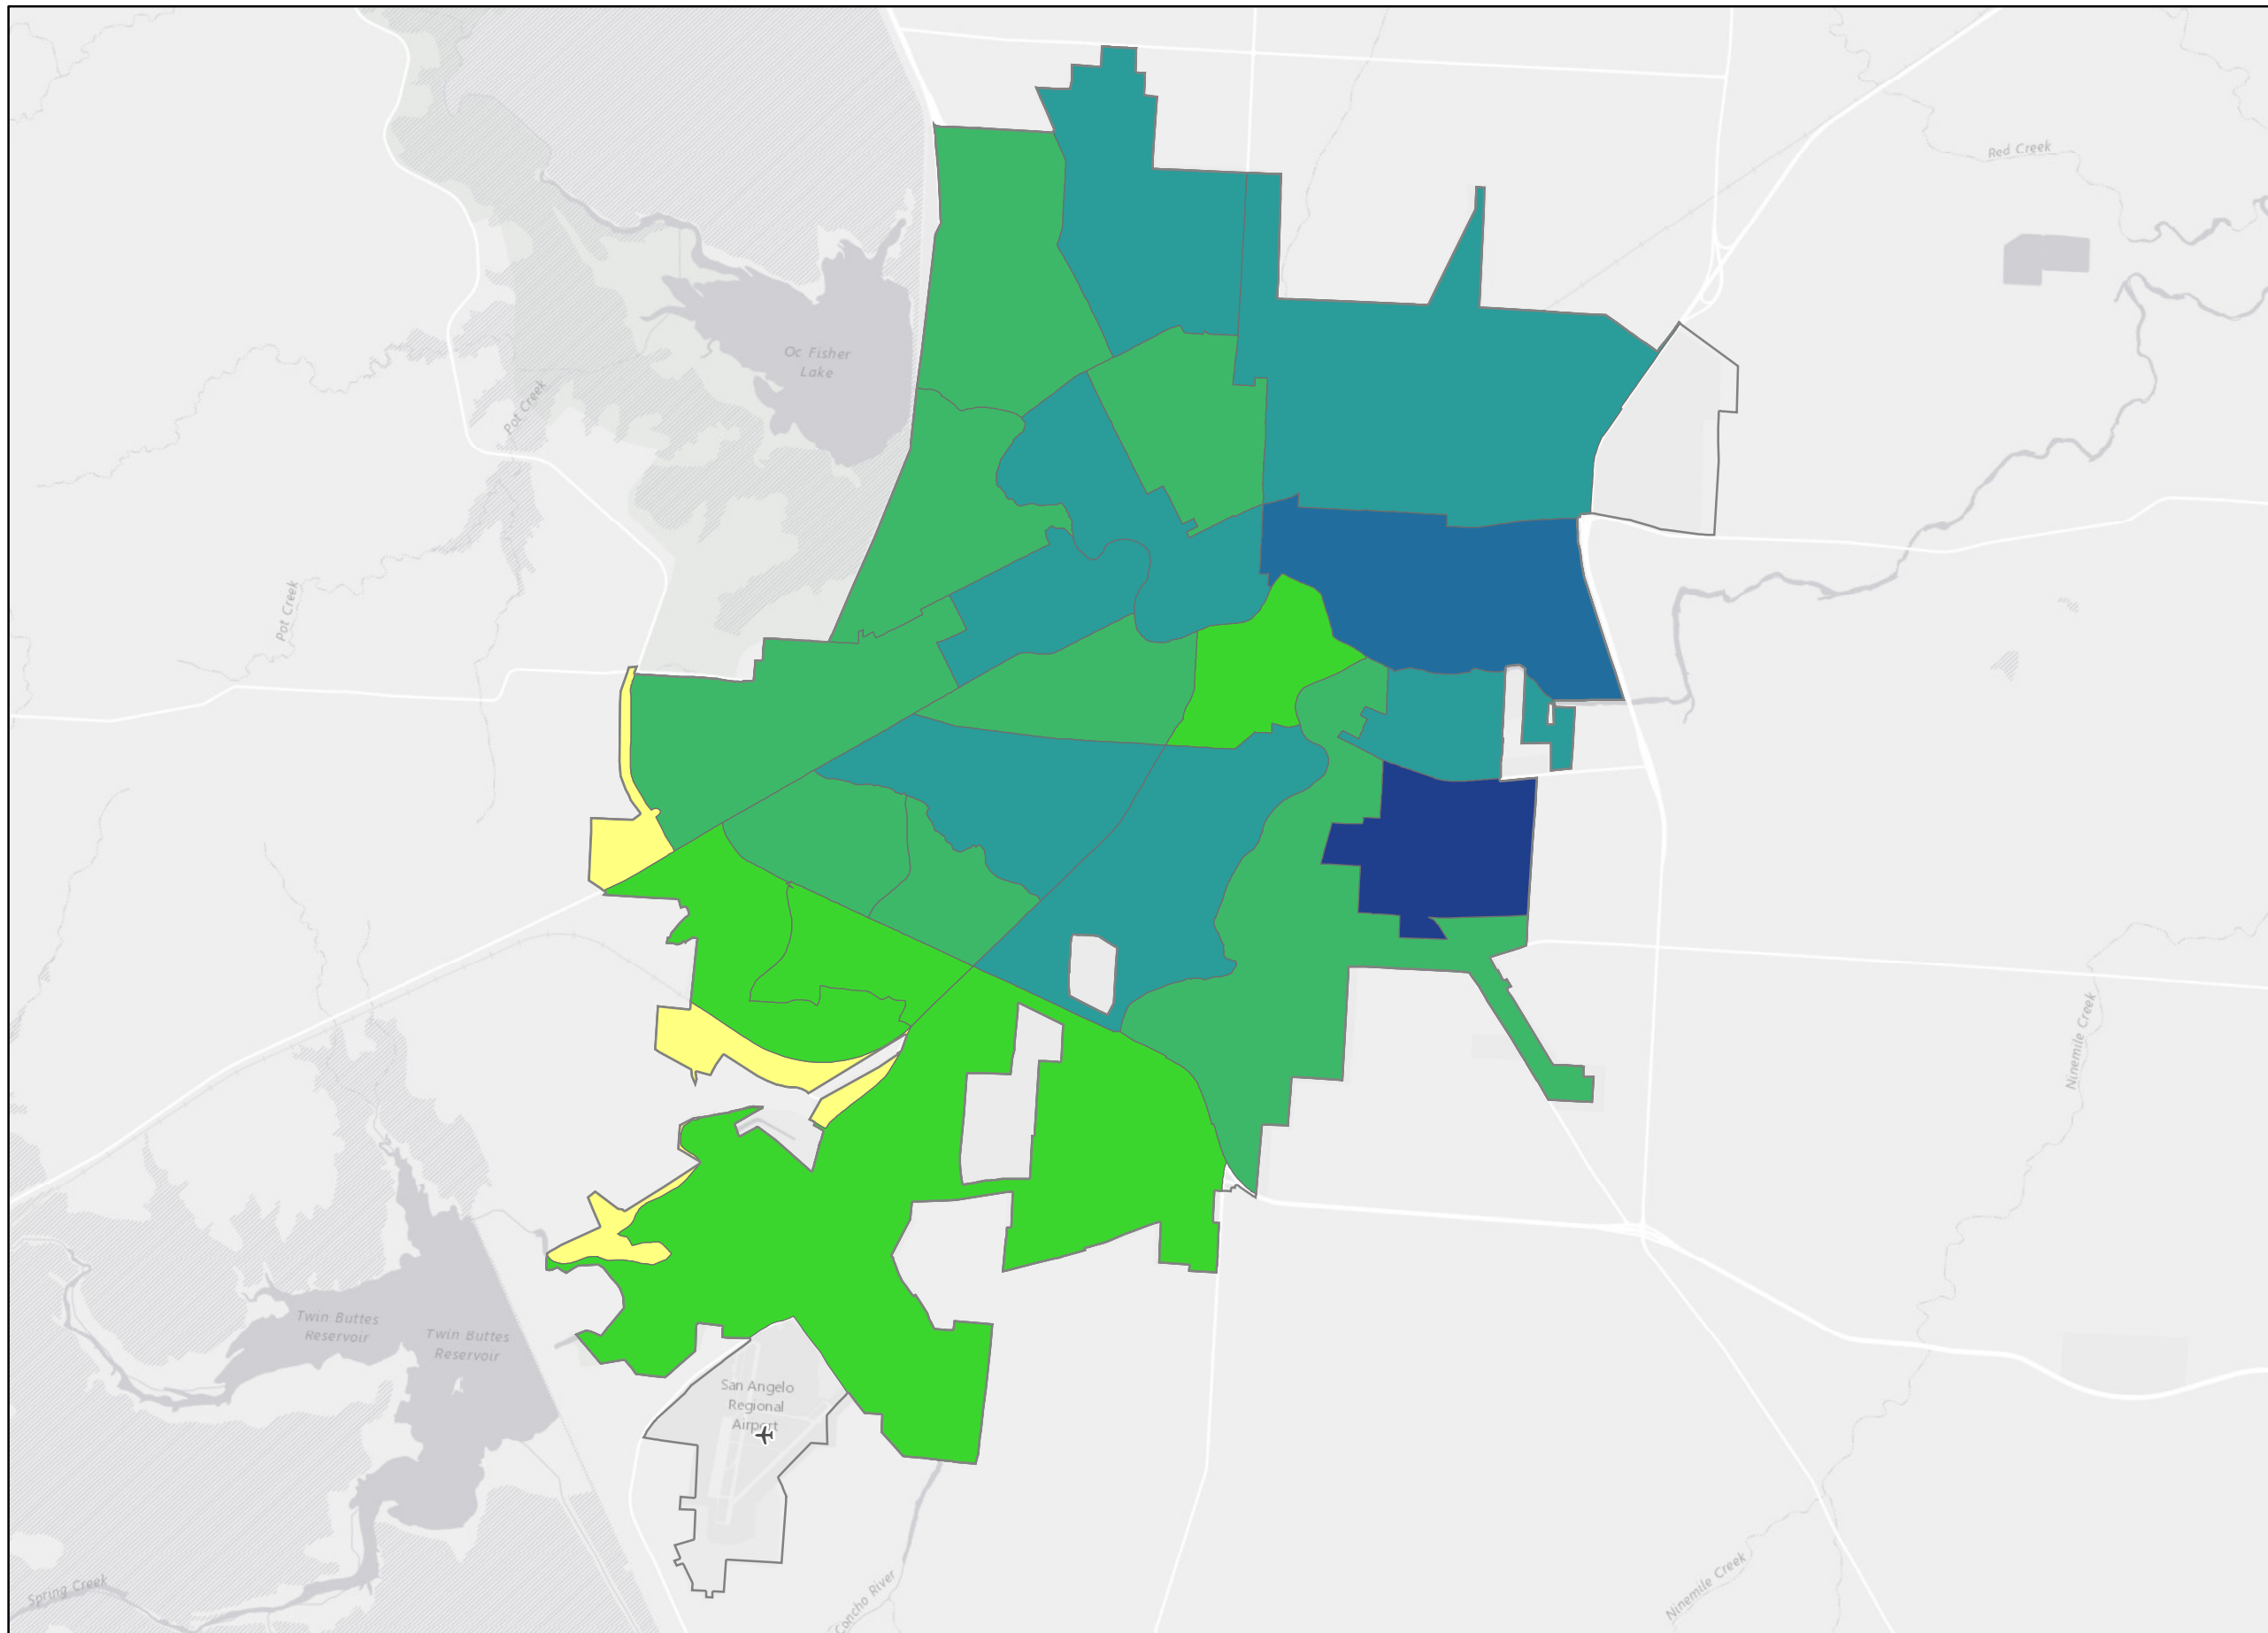 Red Creek
Oc Fisher
Lake
Pot Creek
Pot Creek
Ninemile Creek
Twin Buttes
Reservoir
Twin Buttes
Reservoir
San Angelo
Regional
Airport
Spring Creek
Concho River
Ninemile Creek